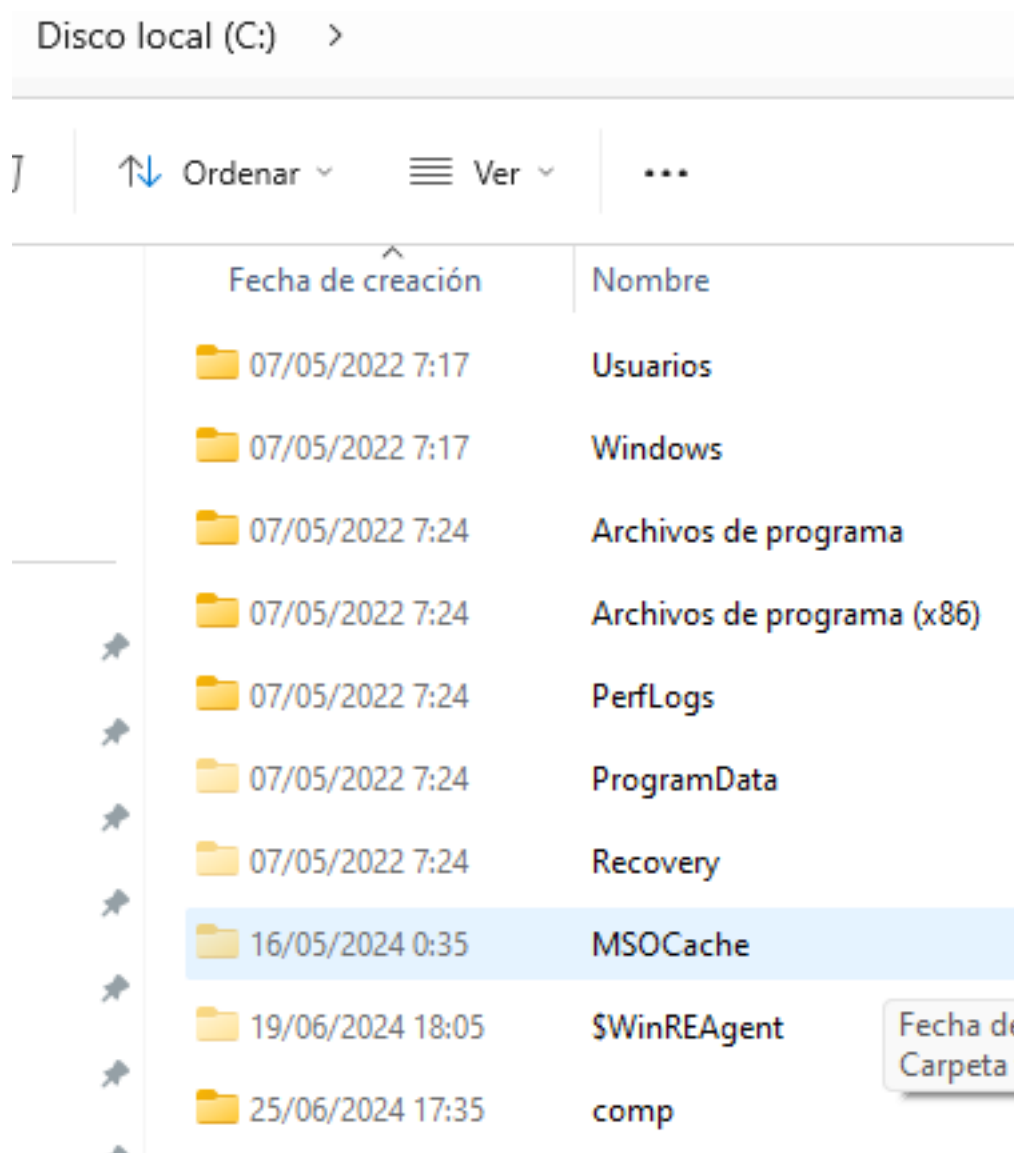 Disco local (C:)
Ordenar Ver
Fecha de creación Nombre
07/05/2022 7:17 Usuarios
07/05/2022 7:17 Windows
07/05/2022 7:24 Archivos de programa
07/05/2022 7:24 Archivos de programa (x86)
07/05/2022 7:24 PerfLogs
07/05/2022 7:24 ProgramData
07/05/2022 7:24 Recovery
16/05/2024 0:35 MSOCache
19/06/2024 18:05 $WinREAgent
Fecha de
Carpeta
25/06/2024 17:35 comp